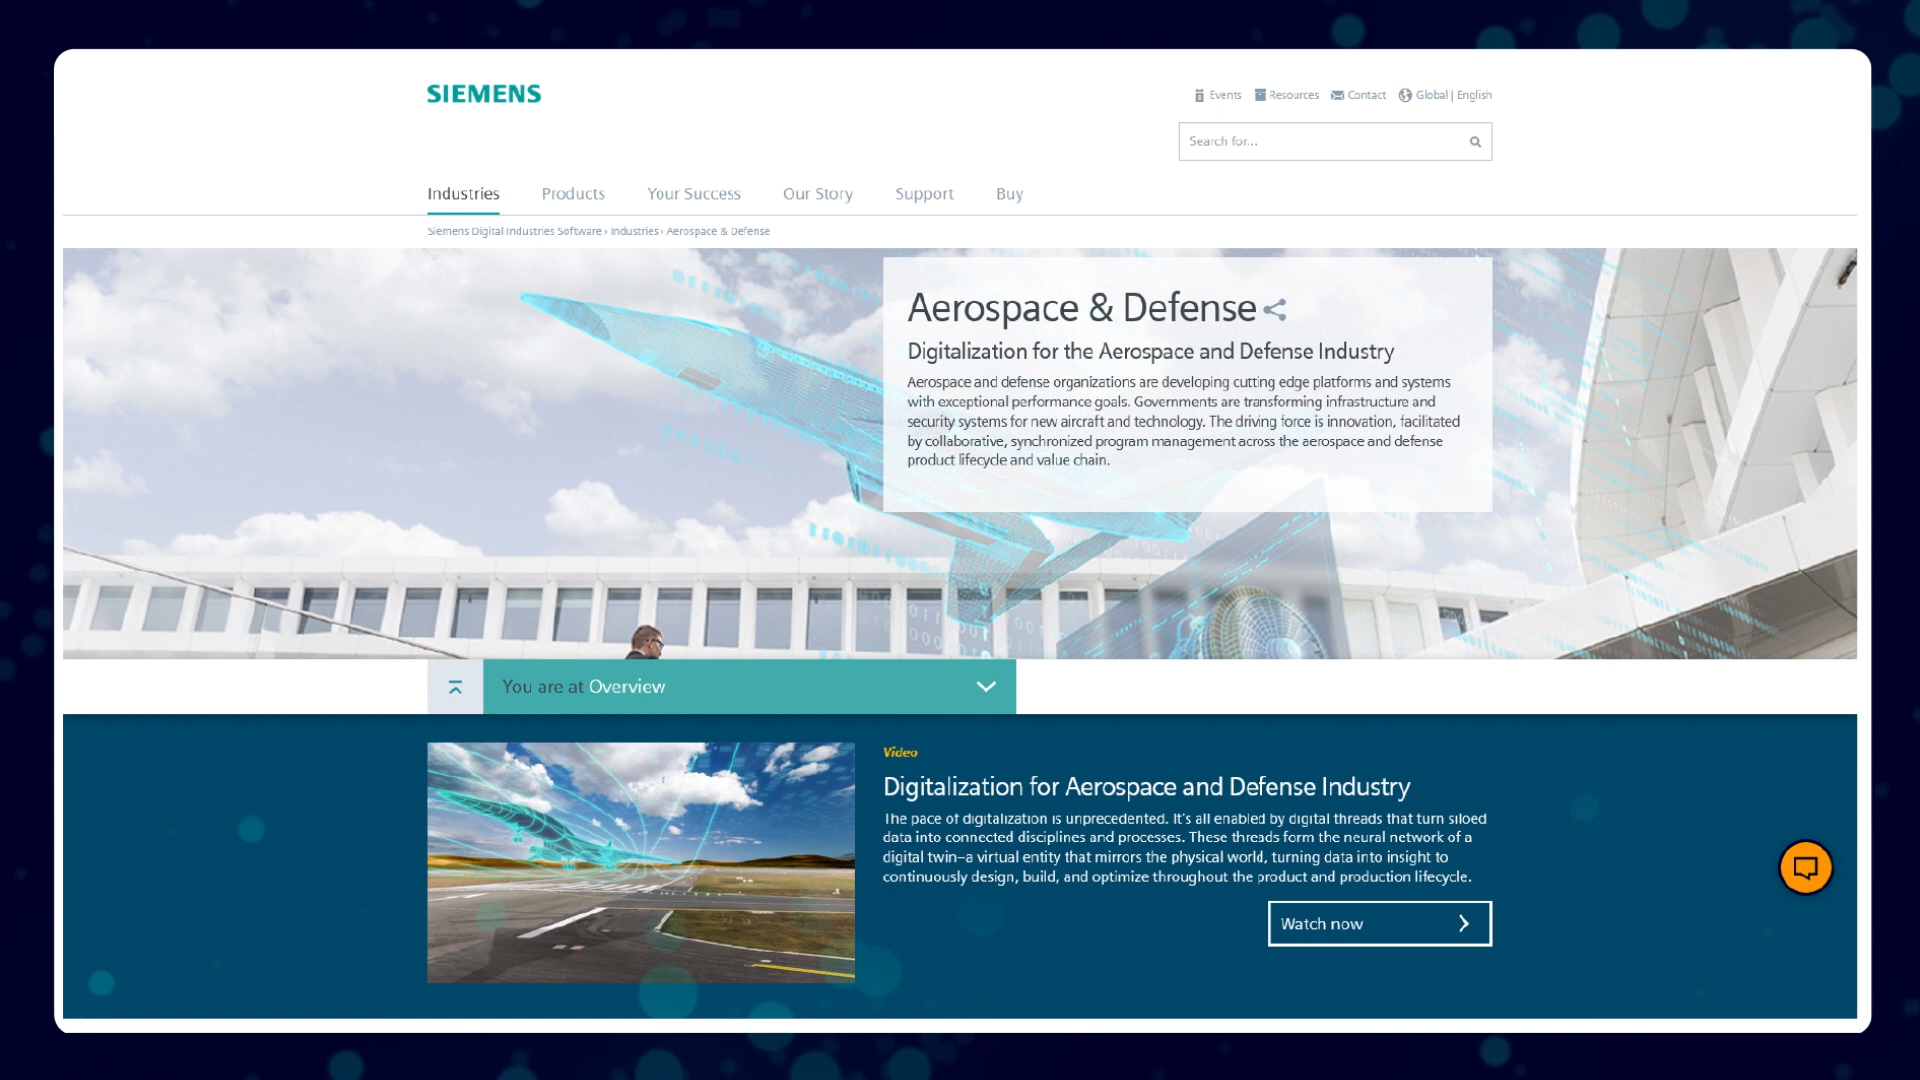 SIEMENS
Events Resources Contact Global | English
Search for...
Industries Products Your Success Our Story Support Buy
Siemens Digital Industries Software › Industries › Aerospace & Defense
Aerospace & Defense
Digitalization for the Aerospace and Defense Industry
Aerospace and defense organizations are developing cutting edge platforms and systems
with exceptional performance goals. Governments are transforming infrastructure and
security systems for new aircraft and technology. The driving force is innovation, facilitated
by collaborative, synchronized program management across the aerospace and defense
product lifecycle and value chain.
You are at Overview
Video
Digitalization for Aerospace and Defense Industry
The pace of digitalization is unprecedented. It's all enabled by digital threads that turn siloed
data into connected disciplines and processes. These threads form the neural network of a
digital twin–a virtual entity that mirrors the physical world, turning data into insight to
continuously design, build, and optimize throughout the product and production lifecycle.
Watch now